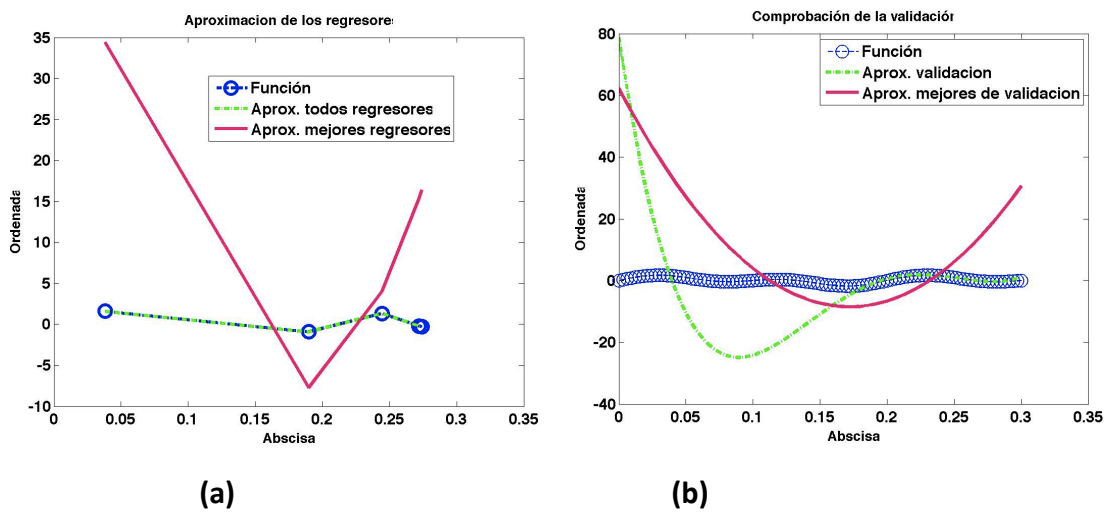 Aproximacion de los regresores
35
30
25
20
15
10
5
0
-5
-10
Ordenada
Función
Aprox. todos regresores
Aprox. mejores regresores
0 0.05 0.1 0.15 0.2 0.25 0.3 0.35
Abscisa
(a)
Comprobación de la validación
80
60
40
20
0
-20
-40
Ordenada
Función
Aprox. validacion
Aprox. mejores de validacion
0 0.05 0.1 0.15 0.2 0.25 0.3 0.35
Abscisa
(b)